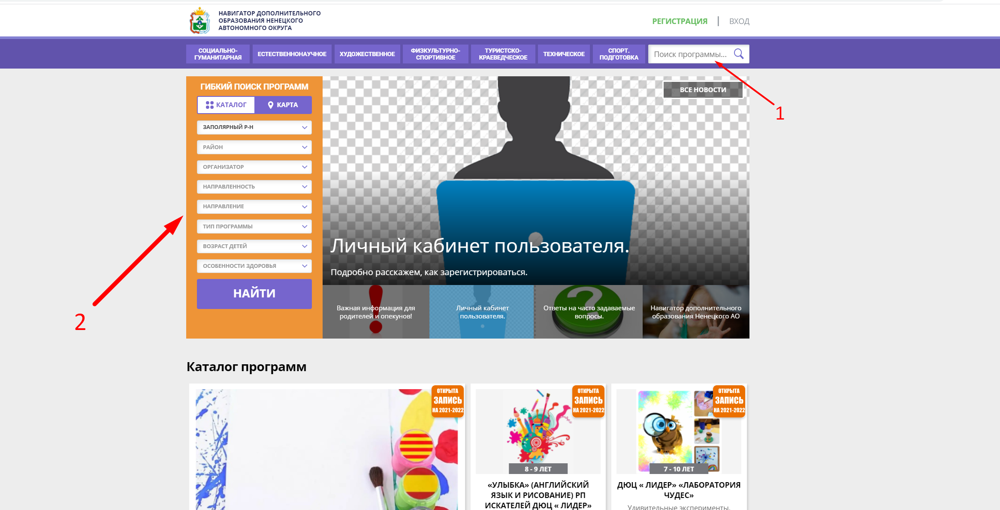 НАВИГАТОР ДОПОЛНИТЕЛЬНОГО
ОБРАЗОВАНИЯ НЕНЕЦКОГО
АВТОНОМНОГО ОКРУГА
РЕГИСТРАЦИЯ | ВХОД
СОЦИАЛЬНО-
ГУМАНИТАРНАЯ
ЕСТЕСТВЕННОНАУЧНОЕ
ХУДОЖЕСТВЕННОЕ
ФИЗКУЛЬТУРНО-
СПОРТИВНОЕ
ТУРИСТСКО-
КРАЕВЕДЧЕСКОЕ
ТЕХНИЧЕСКОЕ
СПОРТ.
ПОДГОТОВКА
Поиск программы...
1
ГИБКИЙ ПОИСК ПРОГРАММ
КАТАЛОГ
КАРТА
ЗАПОЛЯРНЫЙ Р-Н
РАЙОН
ОРГАНИЗАТОР
НАПРАВЛЕННОСТЬ
НАПРАВЛЕНИЕ
ТИП ПРОГРАММЫ
ВОЗРАСТ ДЕТЕЙ
ОСОБЕННОСТИ ЗДОРОВЬЯ
НАЙТИ
2
ВСЕ НОВОСТИ
Личный кабинет пользователя.
Подробно расскажем, как зарегистрироваться.
Важная информация для
родителей и опекунов!
Личный кабинет
пользователя.
Ответы на часто задаваемые
вопросы.
Навигатор дополнительного
образования Ненецкого АО
Каталог программ
ОТКРЫТА
ЗАПИСЬ
НА 2021-2022
ОТКРЫТА
ЗАПИСЬ
НА 2021-2022
8 - 9 ЛЕТ
«УЛЫБКА» (АНГЛИЙСКИЙ
ЯЗЫК И РИСОВАНИЕ) РП
ИСКАТЕЛЕЙ ДЮЦ « ЛИДЕР»
ОТКРЫТА
ЗАПИСЬ
НА 2021-2022
7 - 10 ЛЕТ
ДЮЦ « ЛИДЕР» «ЛАБОРАТОРИЯ
ЧУДЕС»
Удивительные эксперименты,